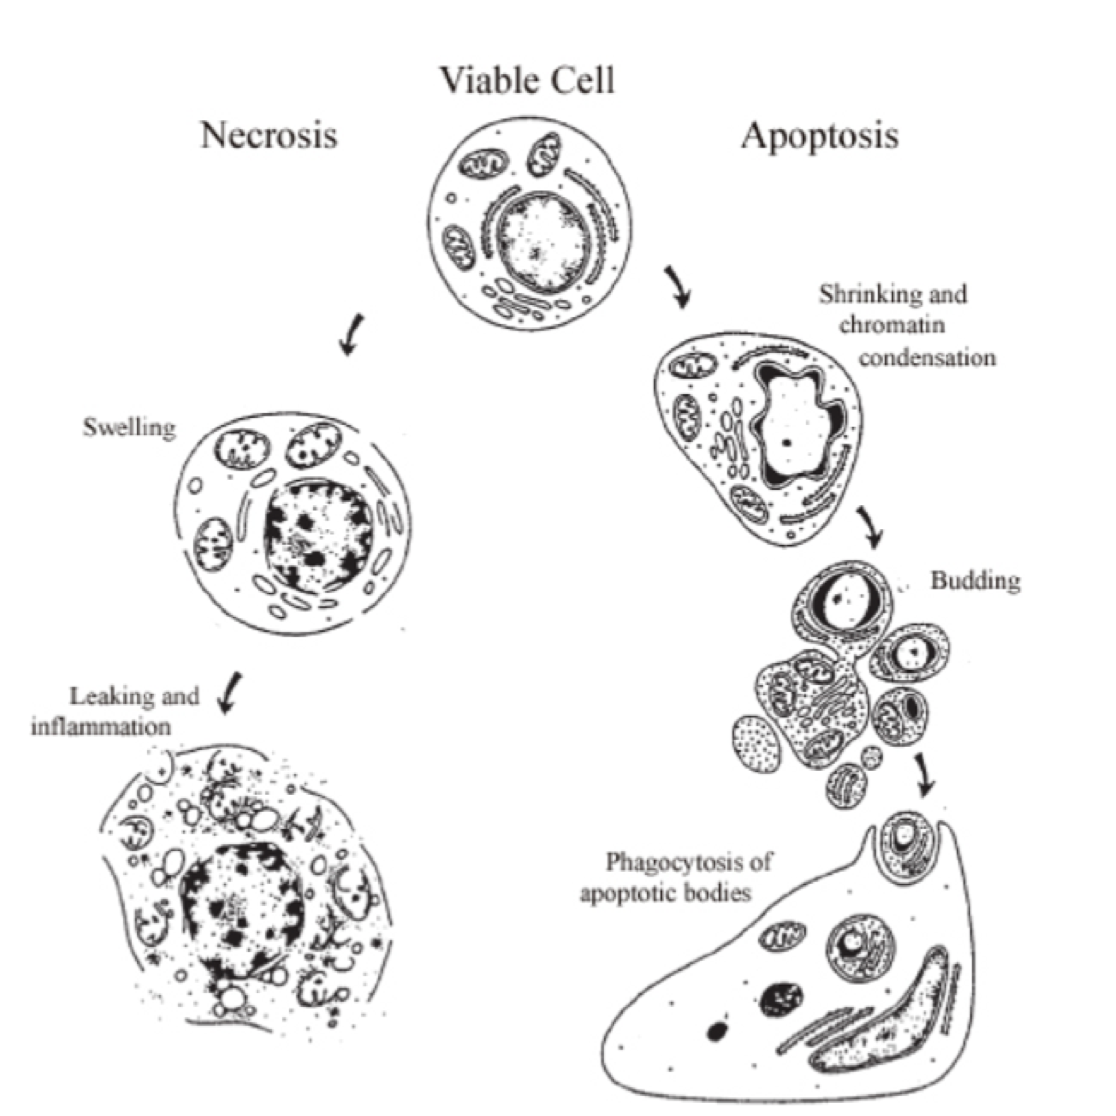 Viable Cell
Necrosis
Apoptosis
Shrinking and
chromatin
condensation
Swelling
Budding
Leaking and
inflammation
Phagocytosis of
apoptotic bodies